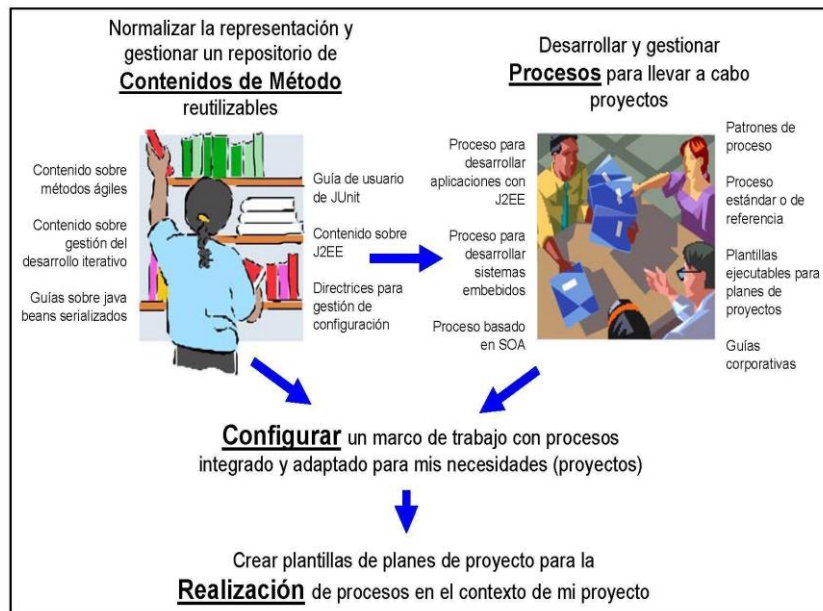 Normalizar la representación y
gestionar un repositorio de
Contenidos de Método
reutilizables
Contenido sobre
métodos ágiles
Contenido sobre
gestión del
desarrollo iterativo
Guías sobre java
beans serializados
Guía de usuario
de JUnit
Contenido sobre
J2EE
Directrices para
gestión de
configuración
Desarrollar y gestionar
Procesos para llevar a cabo
proyectos
Proceso para
desarrollar
aplicaciones con
J2EE
Proceso para
desarrollar
sistemas
embebidos
Proceso basado
en SOA
Patrones de
proceso
Proceso
estándar o de
referencia
Plantillas
ejecutables para
planes de
proyectos
Guías
corporativas
Configurar un marco de trabajo con procesos
integrado y adaptado para mis necesidades (proyectos)
Crear plantillas de planes de proyecto para la
Realización de procesos en el contexto de mi proyecto